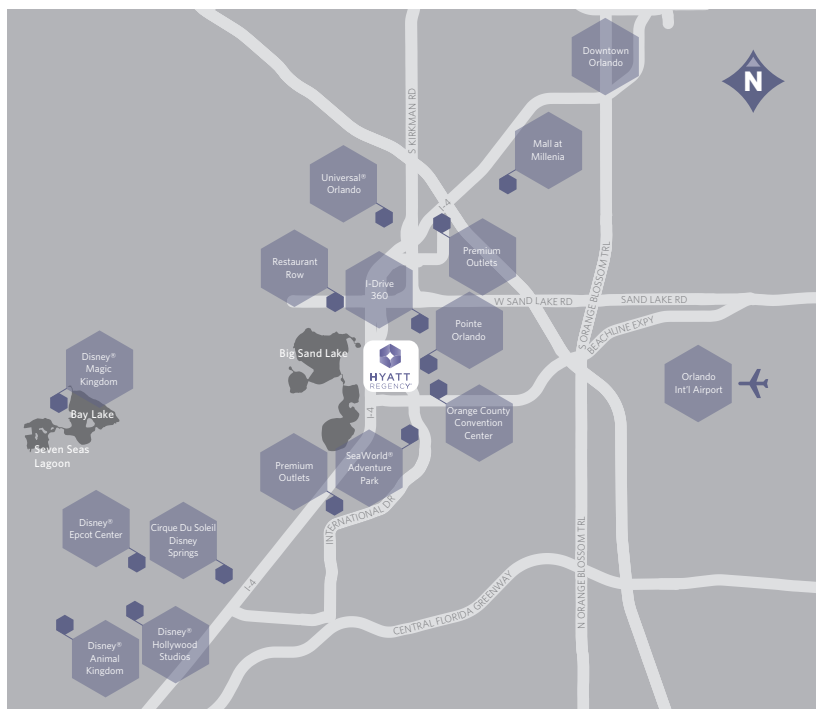 Downtown
Orlando
N
S KIRKMAN RD
Mall at
Millenia
Universal®
Orlando
I-4
Premium
Outlets
Restaurant
Row
I-Drive
360
W SAND LAKE RD
SAND LAKE RD
S ORANGE BLOSSOM TRL
BEACHLINE EXPY
Pointe
Orlando
Big Sand Lake
HYATT
REGENCY
Disney®
Magic
Kingdom
Orlando
Int'l Airport
I-4
Bay Lake
Orange County
Convention
Center
Seven Seas
Lagoon
SeaWorld®
Adventure
Park
Premium
Outlets
INTERNATIONAL DR
Disney®
Epcot Center
Cirque Du Soleil
Disney
Springs
I-4
N ORANGE BLOSSOM TRL
CENTRAL FLORIDA GREENWAY
Disney®
Hollywood
Studios
Disney®
Animal
Kingdom